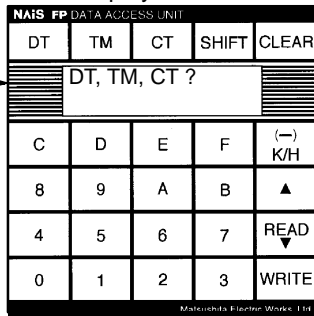 NAiS FP DATA ACCESS UNIT
DT TM CT SHIFT CLEAR
DT, TM, CT ?
C D E F (—) K/H
8 9 A B ▲
4 5 6 7 READ ▼
0 1 2 3 WRITE
Matsushita Electric Works, Ltd.